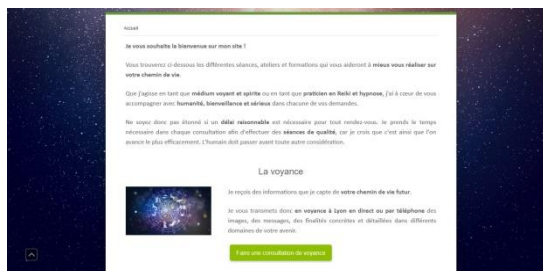 Accueil
Je vous souhaite le bienvenue sur mon site !
Vous trouverez ci-dessous les différentes séances, ateliers et formations qui vous aideront à mieux vous réaliser sur
votre chemin de vie.
Que j'agisse en tant que médium voyant et spirite ou en tant que praticien en Reiki et hypnose, j'ai à cœur de vous
accompagner avec humanité, bienveillance et sérieux dans chacune de vos demandes.
Ne soyez donc pas étonné si un délai raisonnable est nécessaire pour tout rendez-vous. Je prends le temps
nécessaire dans chaque consultation afin d'effectuer des séances de qualité, car je crois que c'est ainsi que l'on
avance le plus efficacement. L'humain doit passer avant toute autre considération.
La voyance
Je reçois des informations que je capte de votre chemin de vie futur.
Je vous transmets donc en voyance à Lyon en direct ou par téléphone des
images, des messages, des finalités concrètes et détaillées dans différents
domaines de votre avenir.
Faire une consultation de voyance